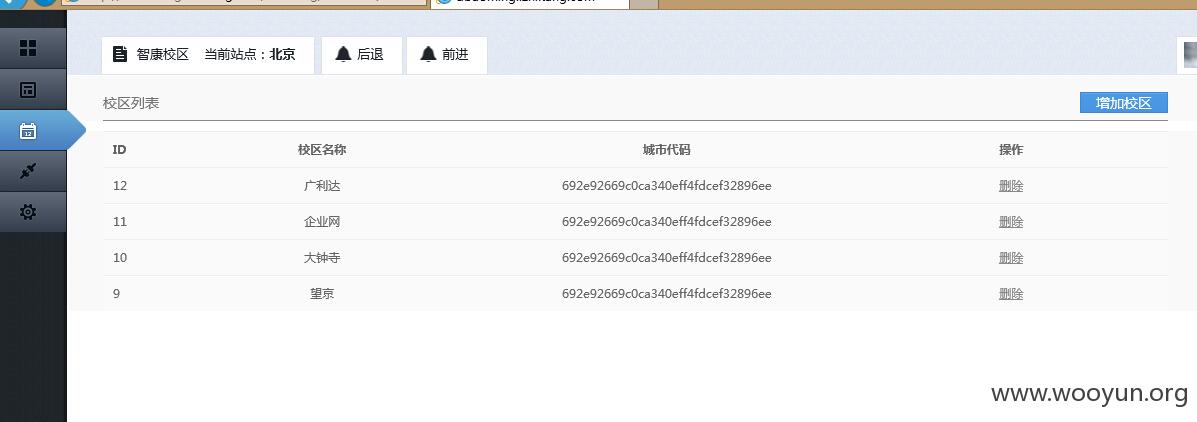 智康校区 当前站点：北京 后退 前进
校区列表 增加校区
ID 校区名称 城市代码 操作
12 广利达 692e92669c0ca340eff4fdcef32896ee 删除
11 企业网 692e92669c0ca340eff4fdcef32896ee 删除
10 大钟寺 692e92669c0ca340eff4fdcef32896ee 删除
9 望京 692e92669c0ca340eff4fdcef32896ee 删除
www.wooyun.org